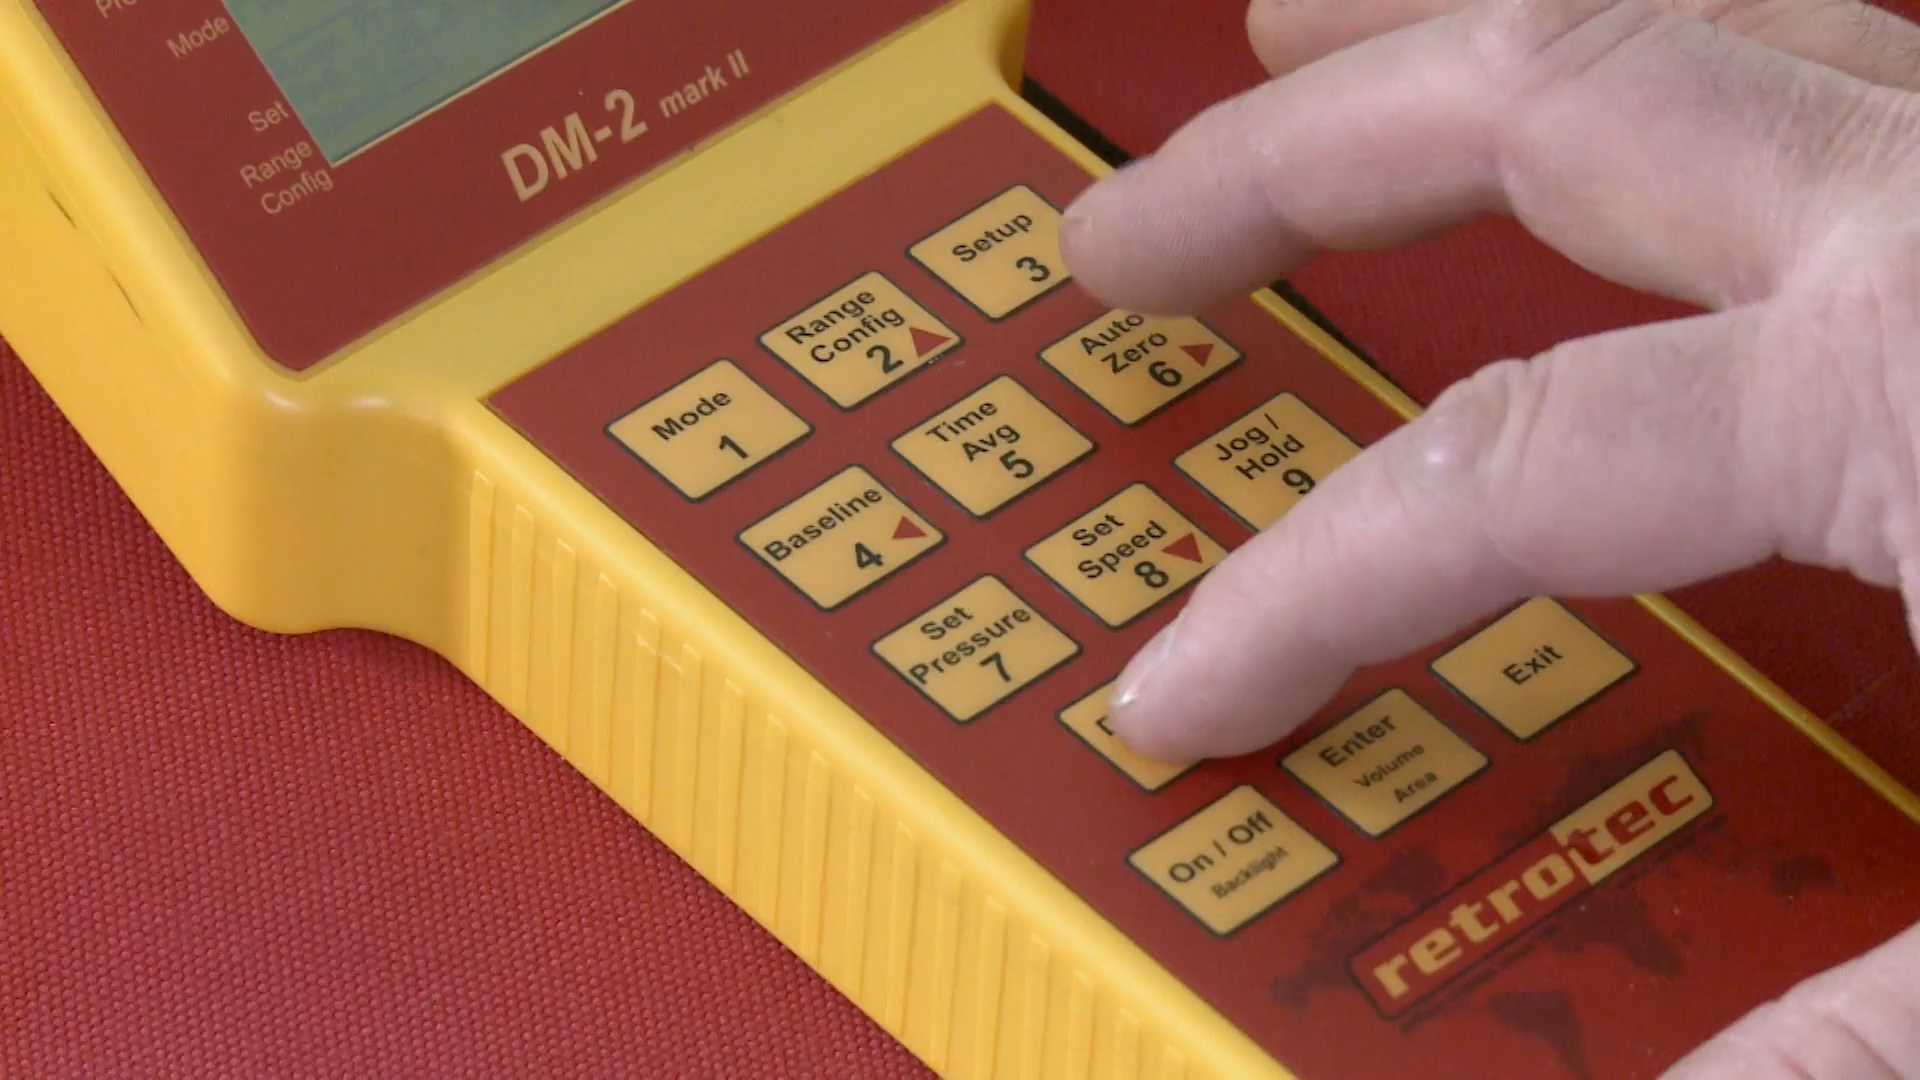 Mode
Set
Range
Config
DM-2 mark II
Setup
3
Range
Config
2
Mode
1
Auto
Zero
6
Time
Avg
5
Baseline
4
Jog /
Hold
9
Set
Speed
8
Set
Pressure
7
Exit
Enter
Volume
Area
On / Off
Backlight
retrotec